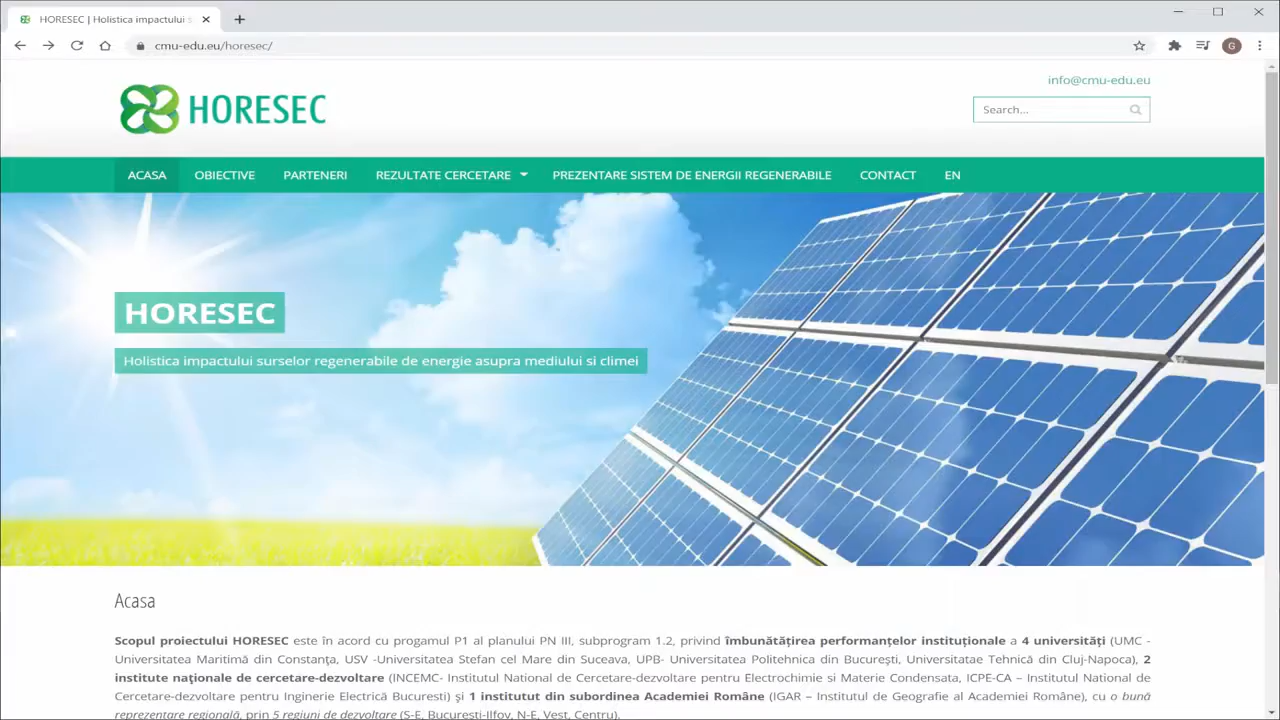 HORESEC | Holistica impactului s
cmu-edu.eu/horesec/
G
info@cmu-edu.eu
HORESEC
Search...
ACASA OBIECTIVE PARTENERI REZULTATE CERCETARE PREZENTARE SISTEM DE ENERGII REGENERABILE CONTACT EN
HORESEC
Holistica impactului surselor regenerabile de energie asupra mediului si climei
Acasa
Scopul proiectului HORESEC este în acord cu progamul P1 al planului PN III, subprogram 1.2, privind îmbunătățirea performanțelor instituționale a 4 universități (UMC -
Universitatea Maritimă din Constanţa, USV -Universitatea Stefan cel Mare din Suceava, UPB- Universitatea Politehnica din Bucureşti, Universitatae Tehnică din Cluj-Napoca), 2
institute naţionale de cercetare-dezvoltare (INCEMC- Institutul National de Cercetare-dezvoltare pentru Electrochimie si Materie Condensata, ICPE-CA – Institutul National de
Cercetare-dezvoltare pentru Inginerie Electrică Bucuresti) şi 1 institutut din subordinea Academiei Române (IGAR – Institutul de Geografie al Academiei Române), cu o bună
reprezentare regională, prin 5 regiuni de dezvoltare (S-E, Bucureşti-Ilfov, N-E, Vest, Centru).